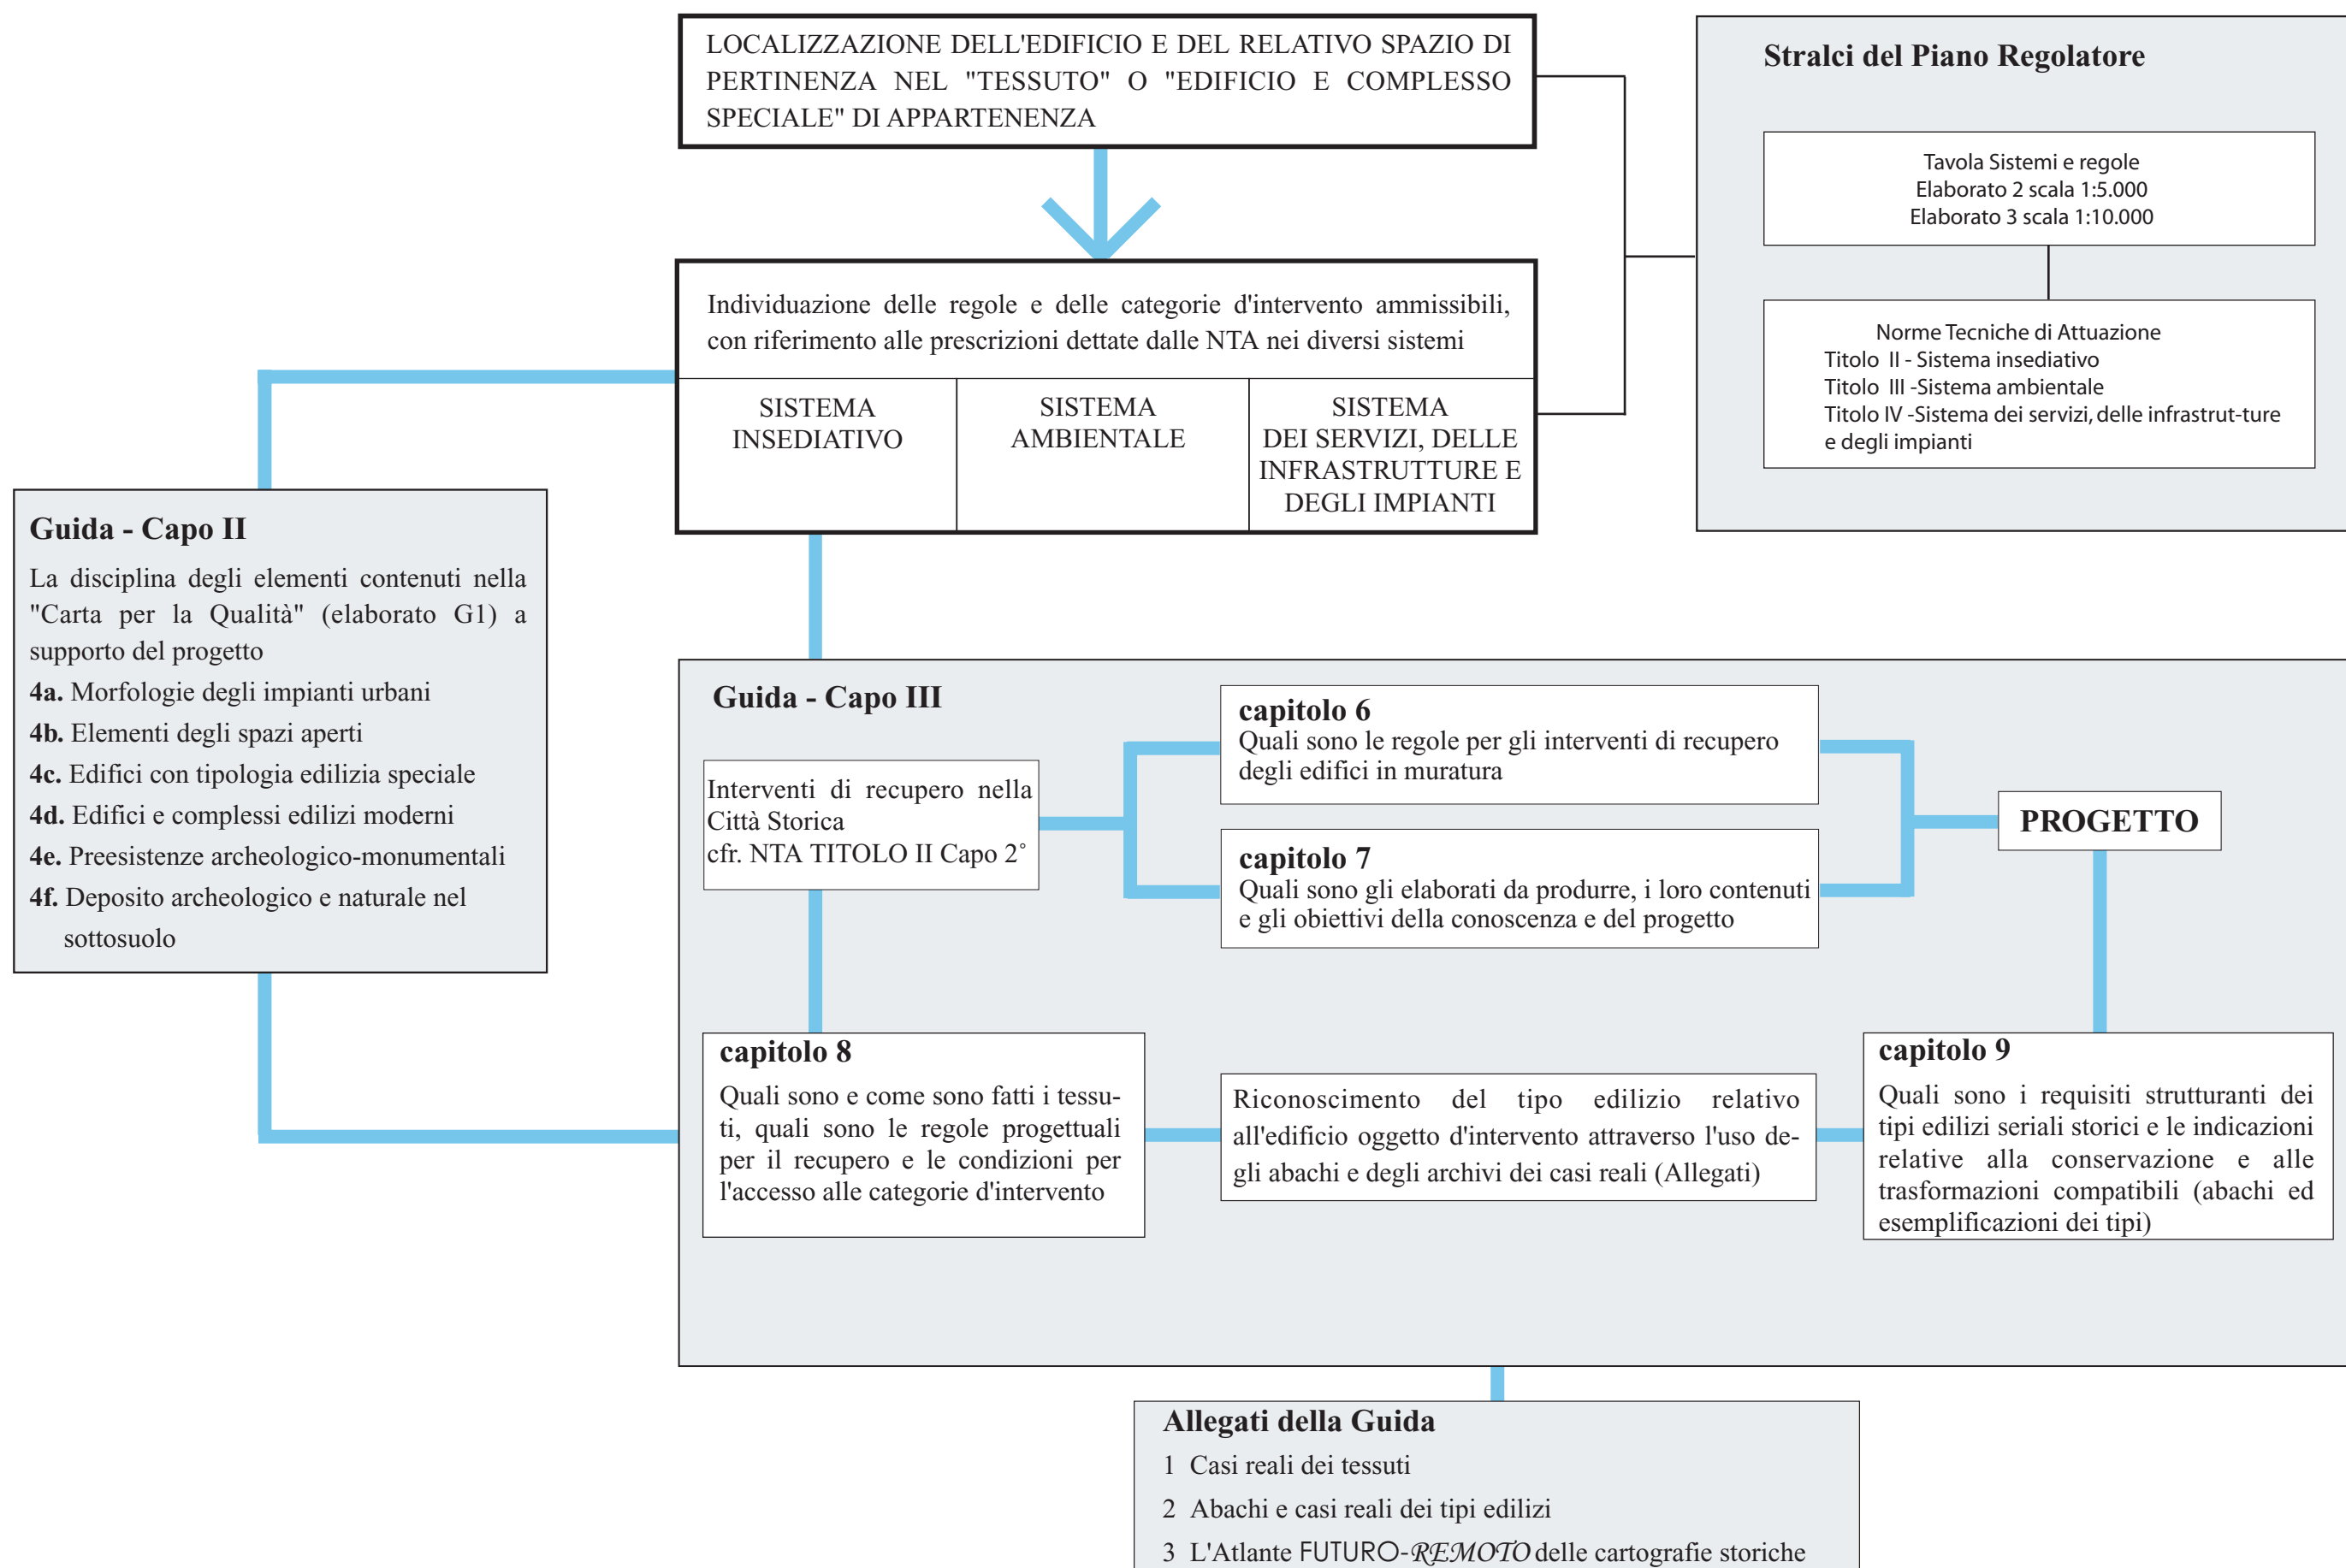 LOCALIZZAZIONE DELL'EDIFICIO E DEL RELATIVO SPAZIO DI
PERTINENZA NEL "TESSUTO" O "EDIFICIO E COMPLESSO
SPECIALE" DI APPARTENENZA
Stralci del Piano Regolatore
Tavola Sistemi e regole
Elaborato 2 scala 1:5.000
Elaborato 3 scala 1:10.000
Norme Tecniche di Attuazione
Titolo II - Sistema insediativo
Titolo III -Sistema ambientale
Titolo IV -Sistema dei servizi, delle infrastrut-ture
e degli impianti
Individuazione delle regole e delle categorie d'intervento ammissibili,
con riferimento alle prescrizioni dettate dalle NTA nei diversi sistemi
SISTEMA
INSEDIATIVO
SISTEMA
AMBIENTALE
SISTEMA
DEI SERVIZI, DELLE
INFRASTRUTTURE E
DEGLI IMPIANTI
Guida - Capo II
La disciplina degli elementi contenuti nella
"Carta per la Qualità" (elaborato G1) a
supporto del progetto
4a. Morfologie degli impianti urbani
4b. Elementi degli spazi aperti
4c. Edifici con tipologia edilizia speciale
4d. Edifici e complessi edilizi moderni
4e. Preesistenze archeologico-monumentali
4f. Deposito archeologico e naturale nel
sottosuolo
Guida - Capo III
Interventi di recupero nella
Città Storica
cfr. NTA TITOLO II Capo 2°
capitolo 6
Quali sono le regole per gli interventi di recupero
degli edifici in muratura
capitolo 7
Quali sono gli elaborati da produrre, i loro contenuti
e gli obiettivi della conoscenza e del progetto
PROGETTO
capitolo 8
Quali sono e come sono fatti i tessu-
ti, quali sono le regole progettuali
per il recupero e le condizioni per
l'accesso alle categorie d'intervento
Riconoscimento del tipo edilizio relativo
all'edificio oggetto d'intervento attraverso l'uso de-
gli abachi e degli archivi dei casi reali (Allegati)
capitolo 9
Quali sono i requisiti strutturanti dei
tipi edilizi seriali storici e le indicazioni
relative alla conservazione e alle
trasformazioni compatibili (abachi ed
esemplificazioni dei tipi)
Allegati della Guida
1 Casi reali dei tessuti
2 Abachi e casi reali dei tipi edilizi
3 L'Atlante FUTURO-REMOTO delle cartografie storiche